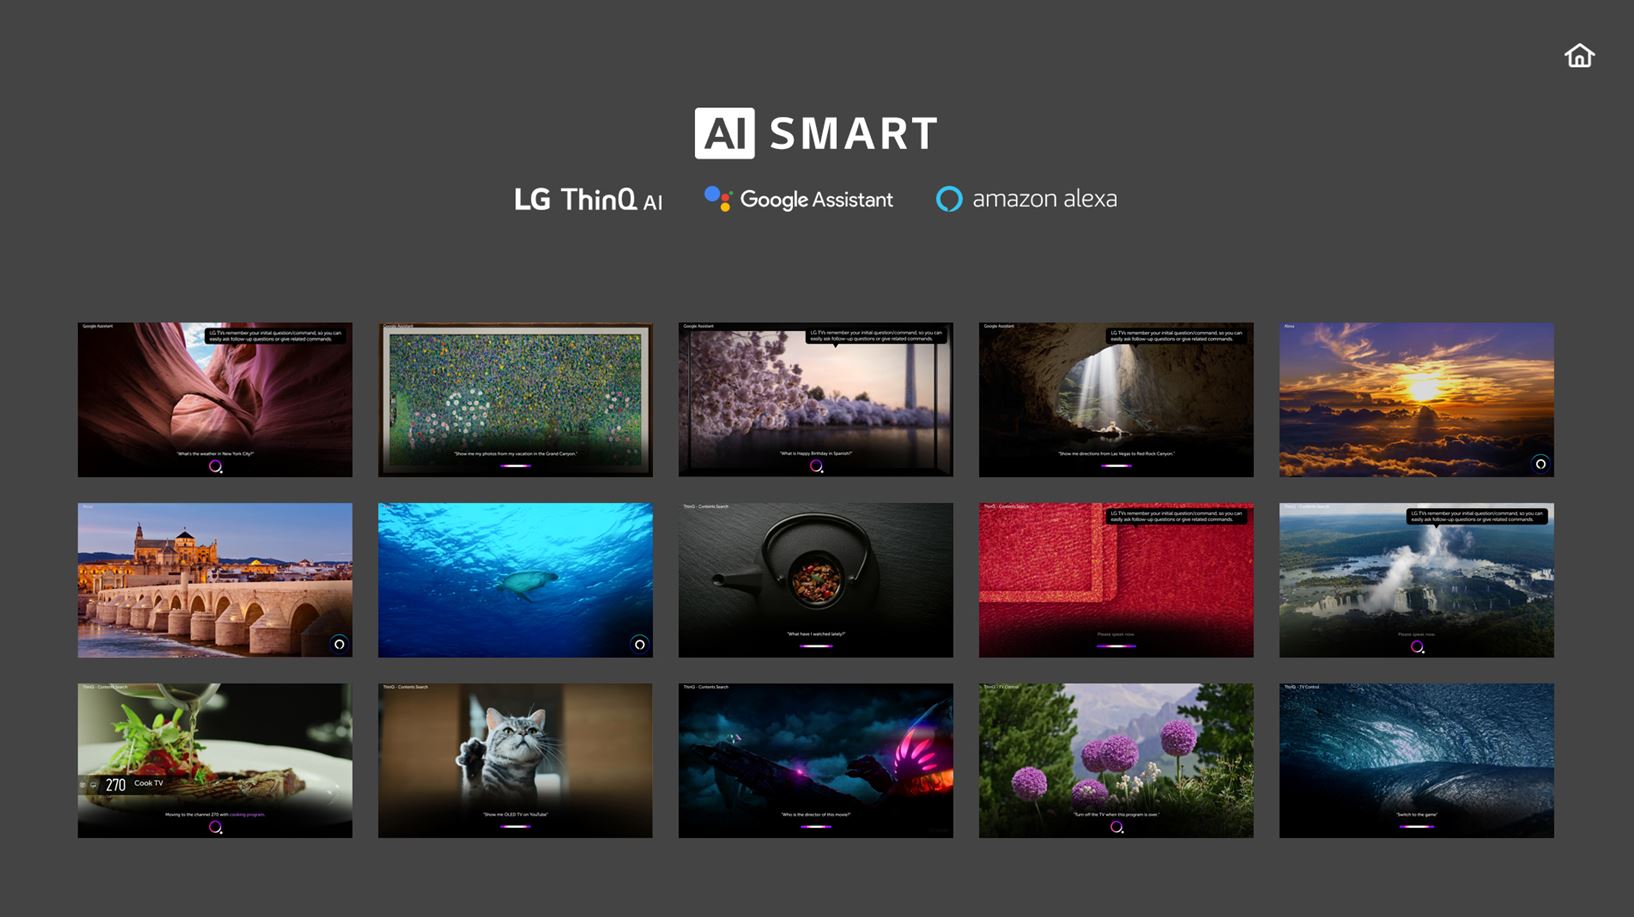 AI SMART
LG ThinQ AI
Google Assistant
amazon alexa
Google Assistant
LG TVs remember your initial question/command, so you can
easily ask follow-up questions or give related commands.
"What's the weather in New York City?"
Google Assistant
"Show me my photos from my vacation in the Grand Canyon."
Google Assistant
LG TVs remember your initial question/command, so you can
easily ask follow-up questions or give related commands.
"What is Happy Birthday in Spanish?"
Google Assistant
LG TVs remember your initial question/command, so you can
easily ask follow-up questions or give related commands.
"Show me directions from Las Vegas to Red Rock Canyon."
Alexa
ThinQ - Contents Search
"What have I watched lately?"
ThinQ - Contents Search
LG TVs remember your initial question/command, so you can
easily ask follow-up questions or give related commands.
Please speak now.
ThinQ - Contents Search
LG TVs remember your initial question/command, so you can
easily ask follow-up questions or give related commands.
Please speak now.
ThinQ - Contents Search
270 Cook TV
Moving to the channel 270 with cooking program.
ThinQ - Contents Search
"Show me OLED TV on YouTube"
ThinQ - Contents Search
"Who is the director of this movie?"
ThinQ - TV Control
"Turn off the TV when this program is over."
ThinQ - TV Control
"Switch to the game"